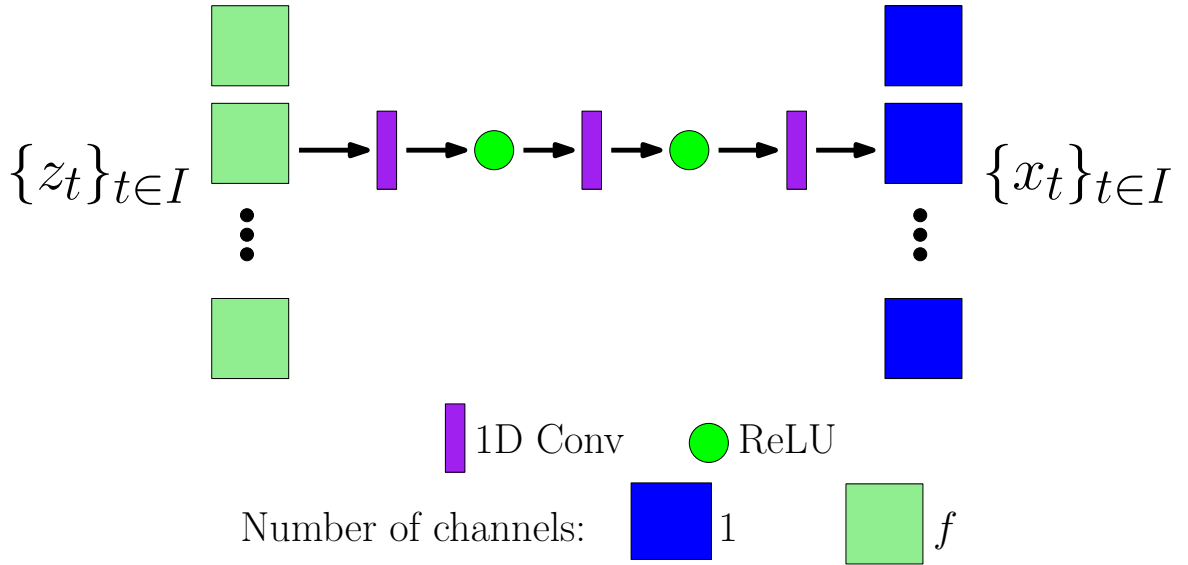 {z_t}_{t∈I}
{x_t}_{t∈I}
1D Conv
ReLU
Number of channels: 1 f